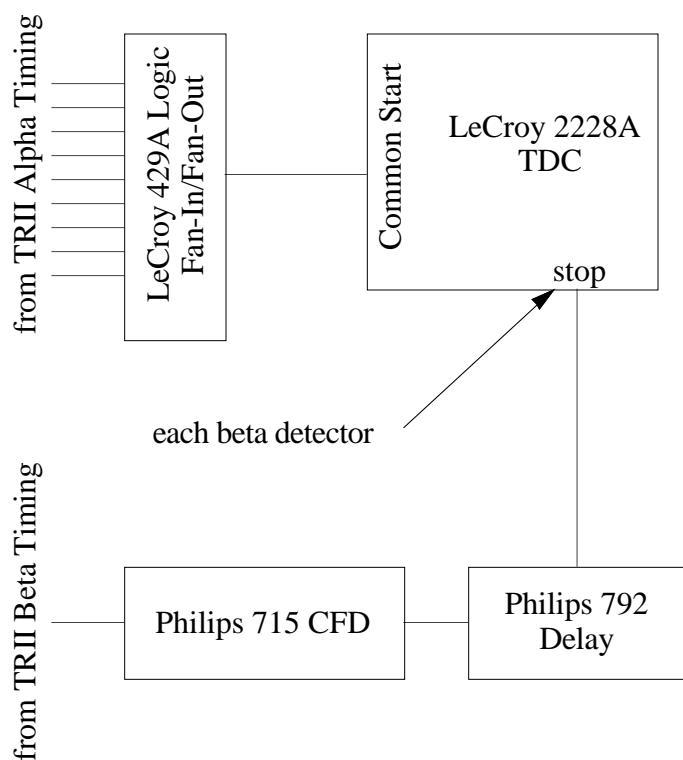 from TRII Alpha Timing
LeCroy 429A Logic
Fan-In/Fan-Out
Common Start
LeCroy 2228A
TDC
stop
each beta detector
from TRII Beta Timing
Philips 715 CFD
Philips 792
Delay